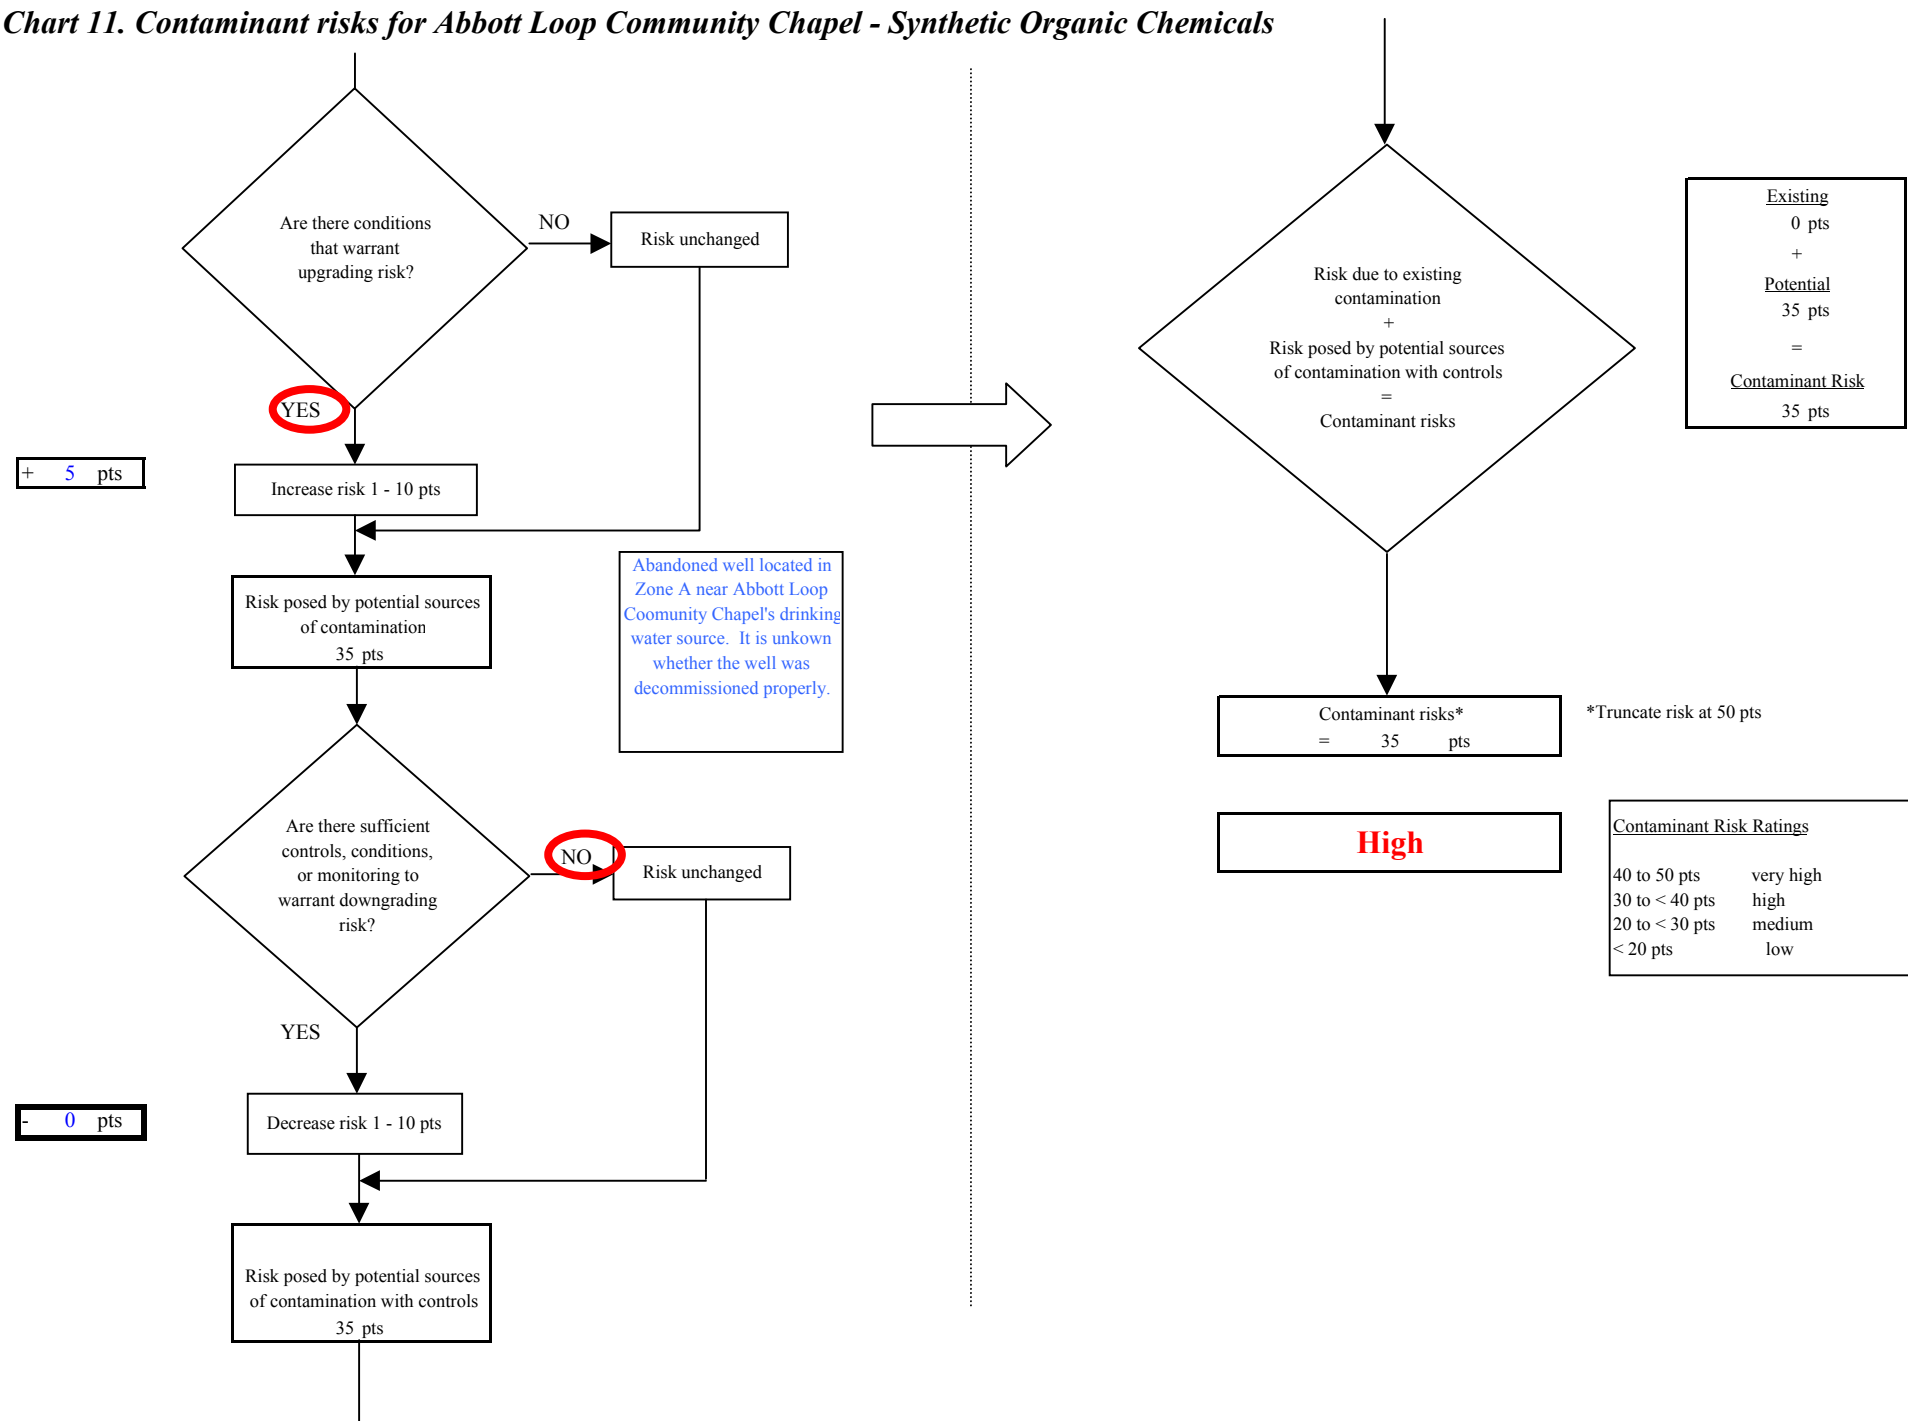 Chart 11. Contaminant risks for Abbott Loop Community Chapel - Synthetic Organic Chemicals
Are there conditions
that warrant
upgrading risk?
NO
Risk unchanged
YES
+ 5 pts
Increase risk 1 - 10 pts
Risk posed by potential sources
of contamination
35 pts
Abandoned well located in
Zone A near Abbott Loop
Coomunity Chapel's drinking
water source. It is unkown
whether the well was
decommissioned properly.
Are there sufficient
controls, conditions,
or monitoring to
warrant downgrading
risk?
NO
Risk unchanged
YES
- 0 pts
Decrease risk 1 - 10 pts
Risk posed by potential sources
of contamination with controls
35 pts
Risk due to existing
contamination
+
Risk posed by potential sources
of contamination with controls
=
Contaminant risks
Existing
0 pts
+
Potential
35 pts
=
Contaminant Risk
35 pts
Contaminant risks*
= 35 pts
*Truncate risk at 50 pts
High
Contaminant Risk Ratings
40 to 50 pts very high
30 to < 40 pts high
20 to < 30 pts medium
< 20 pts low